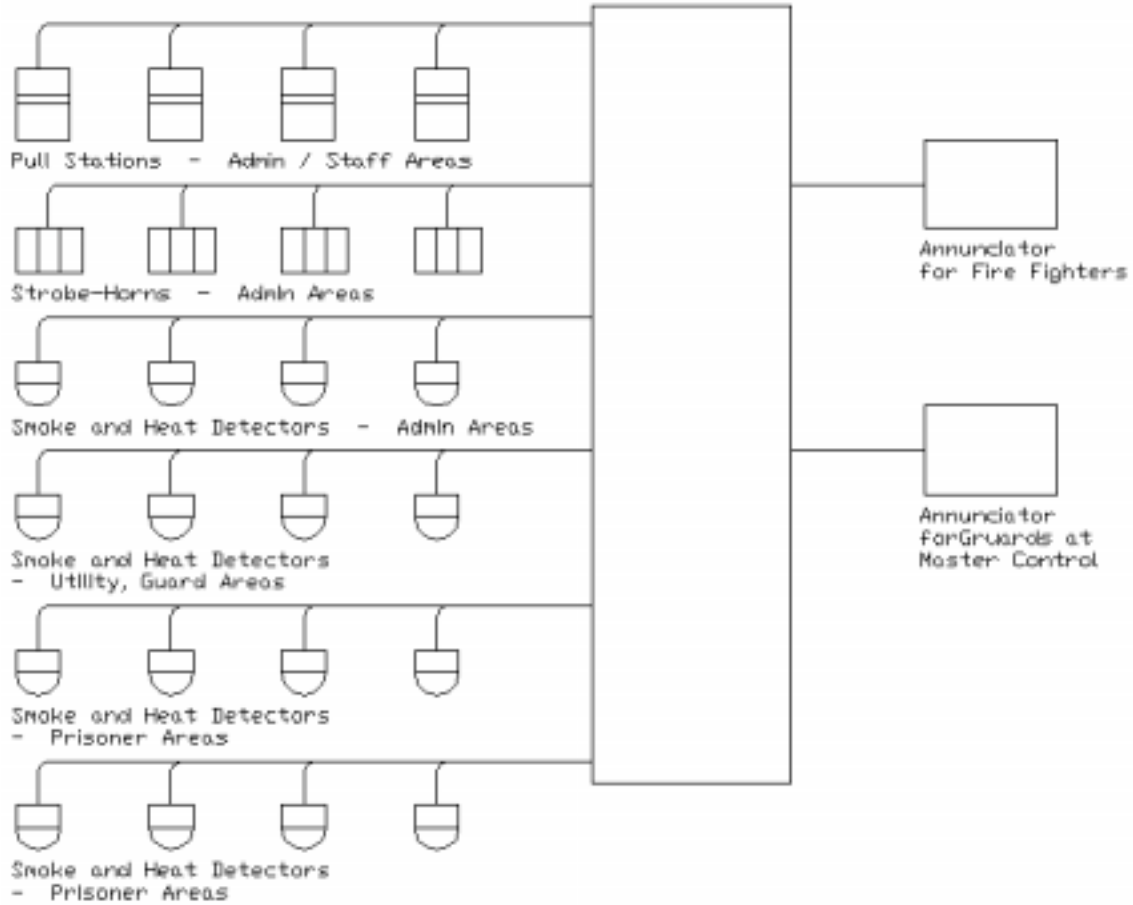 Pull Stations - Admin / Staff Areas
Strobe-Horns - Admin Areas
Annunciator
for Fire Fighters
Smoke and Heat Detectors - Admin Areas
Annunciator
forGruards at
Master Control
Smoke and Heat Detectors
- Utility, Guard Areas
Smoke and Heat Detectors
- Prisoner Areas
Smoke and Heat Detectors
- Prisoner Areas